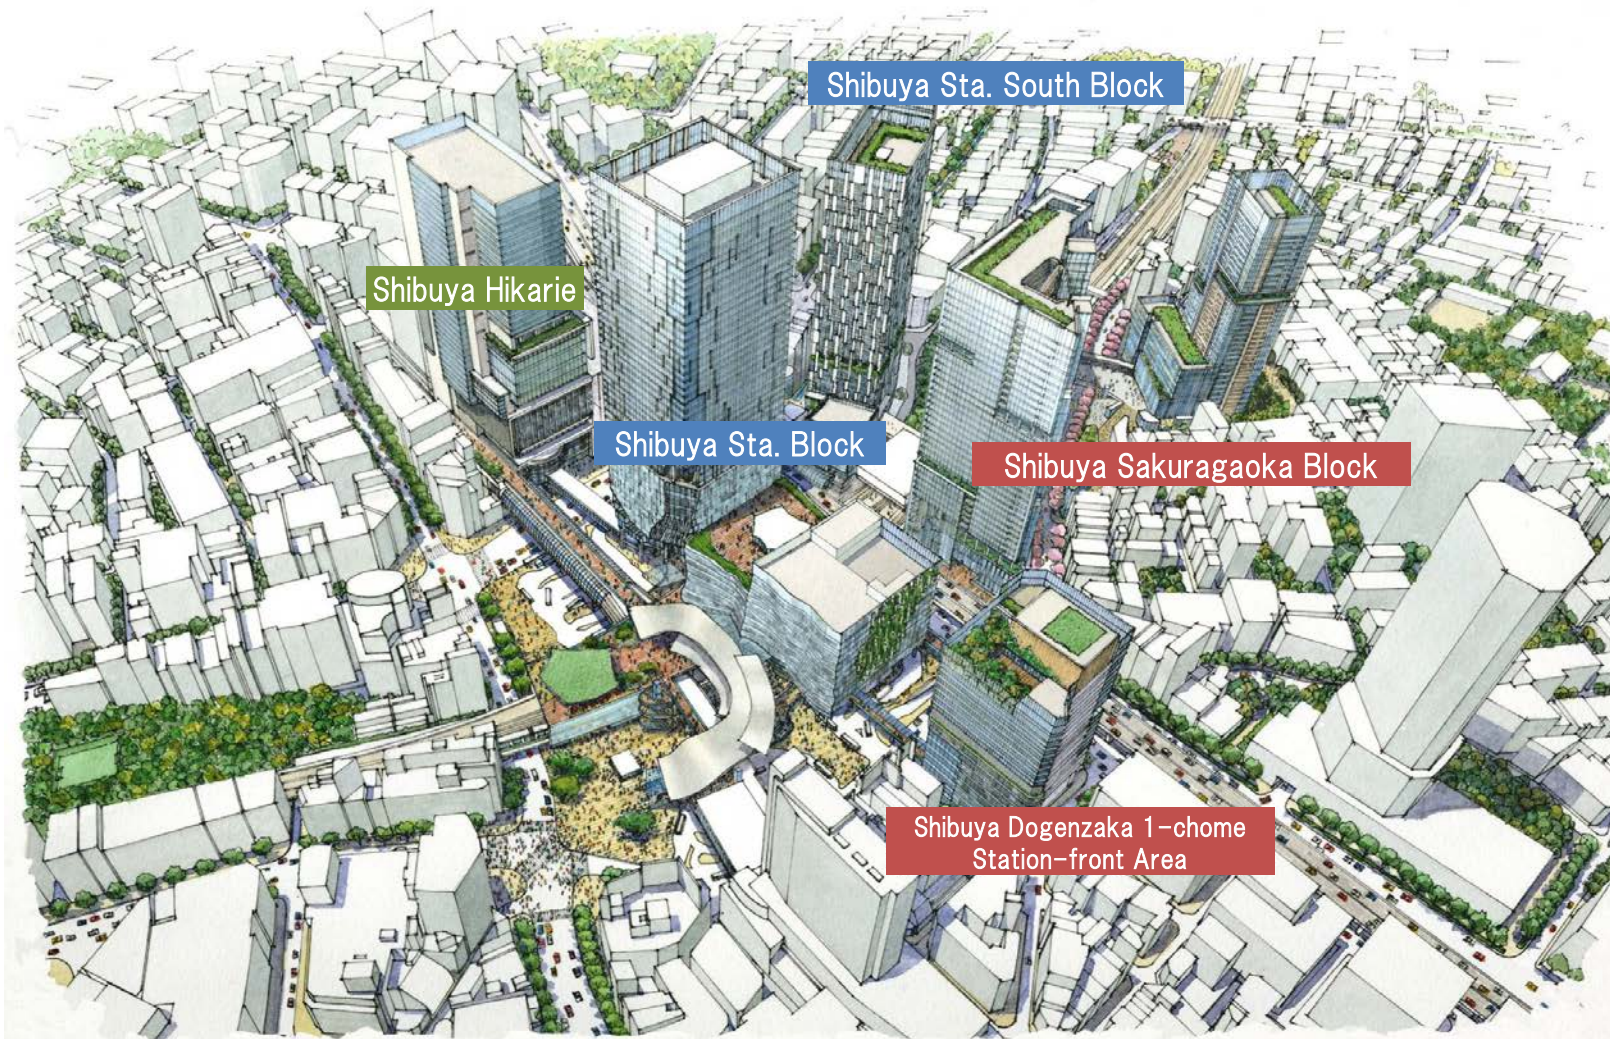 Shibuya Sta. South Block
Shibuya Hikarie
Shibuya Sta. Block
Shibuya Sakuragaoka Block
Shibuya Dogenzaka 1-chome
Station-front Area